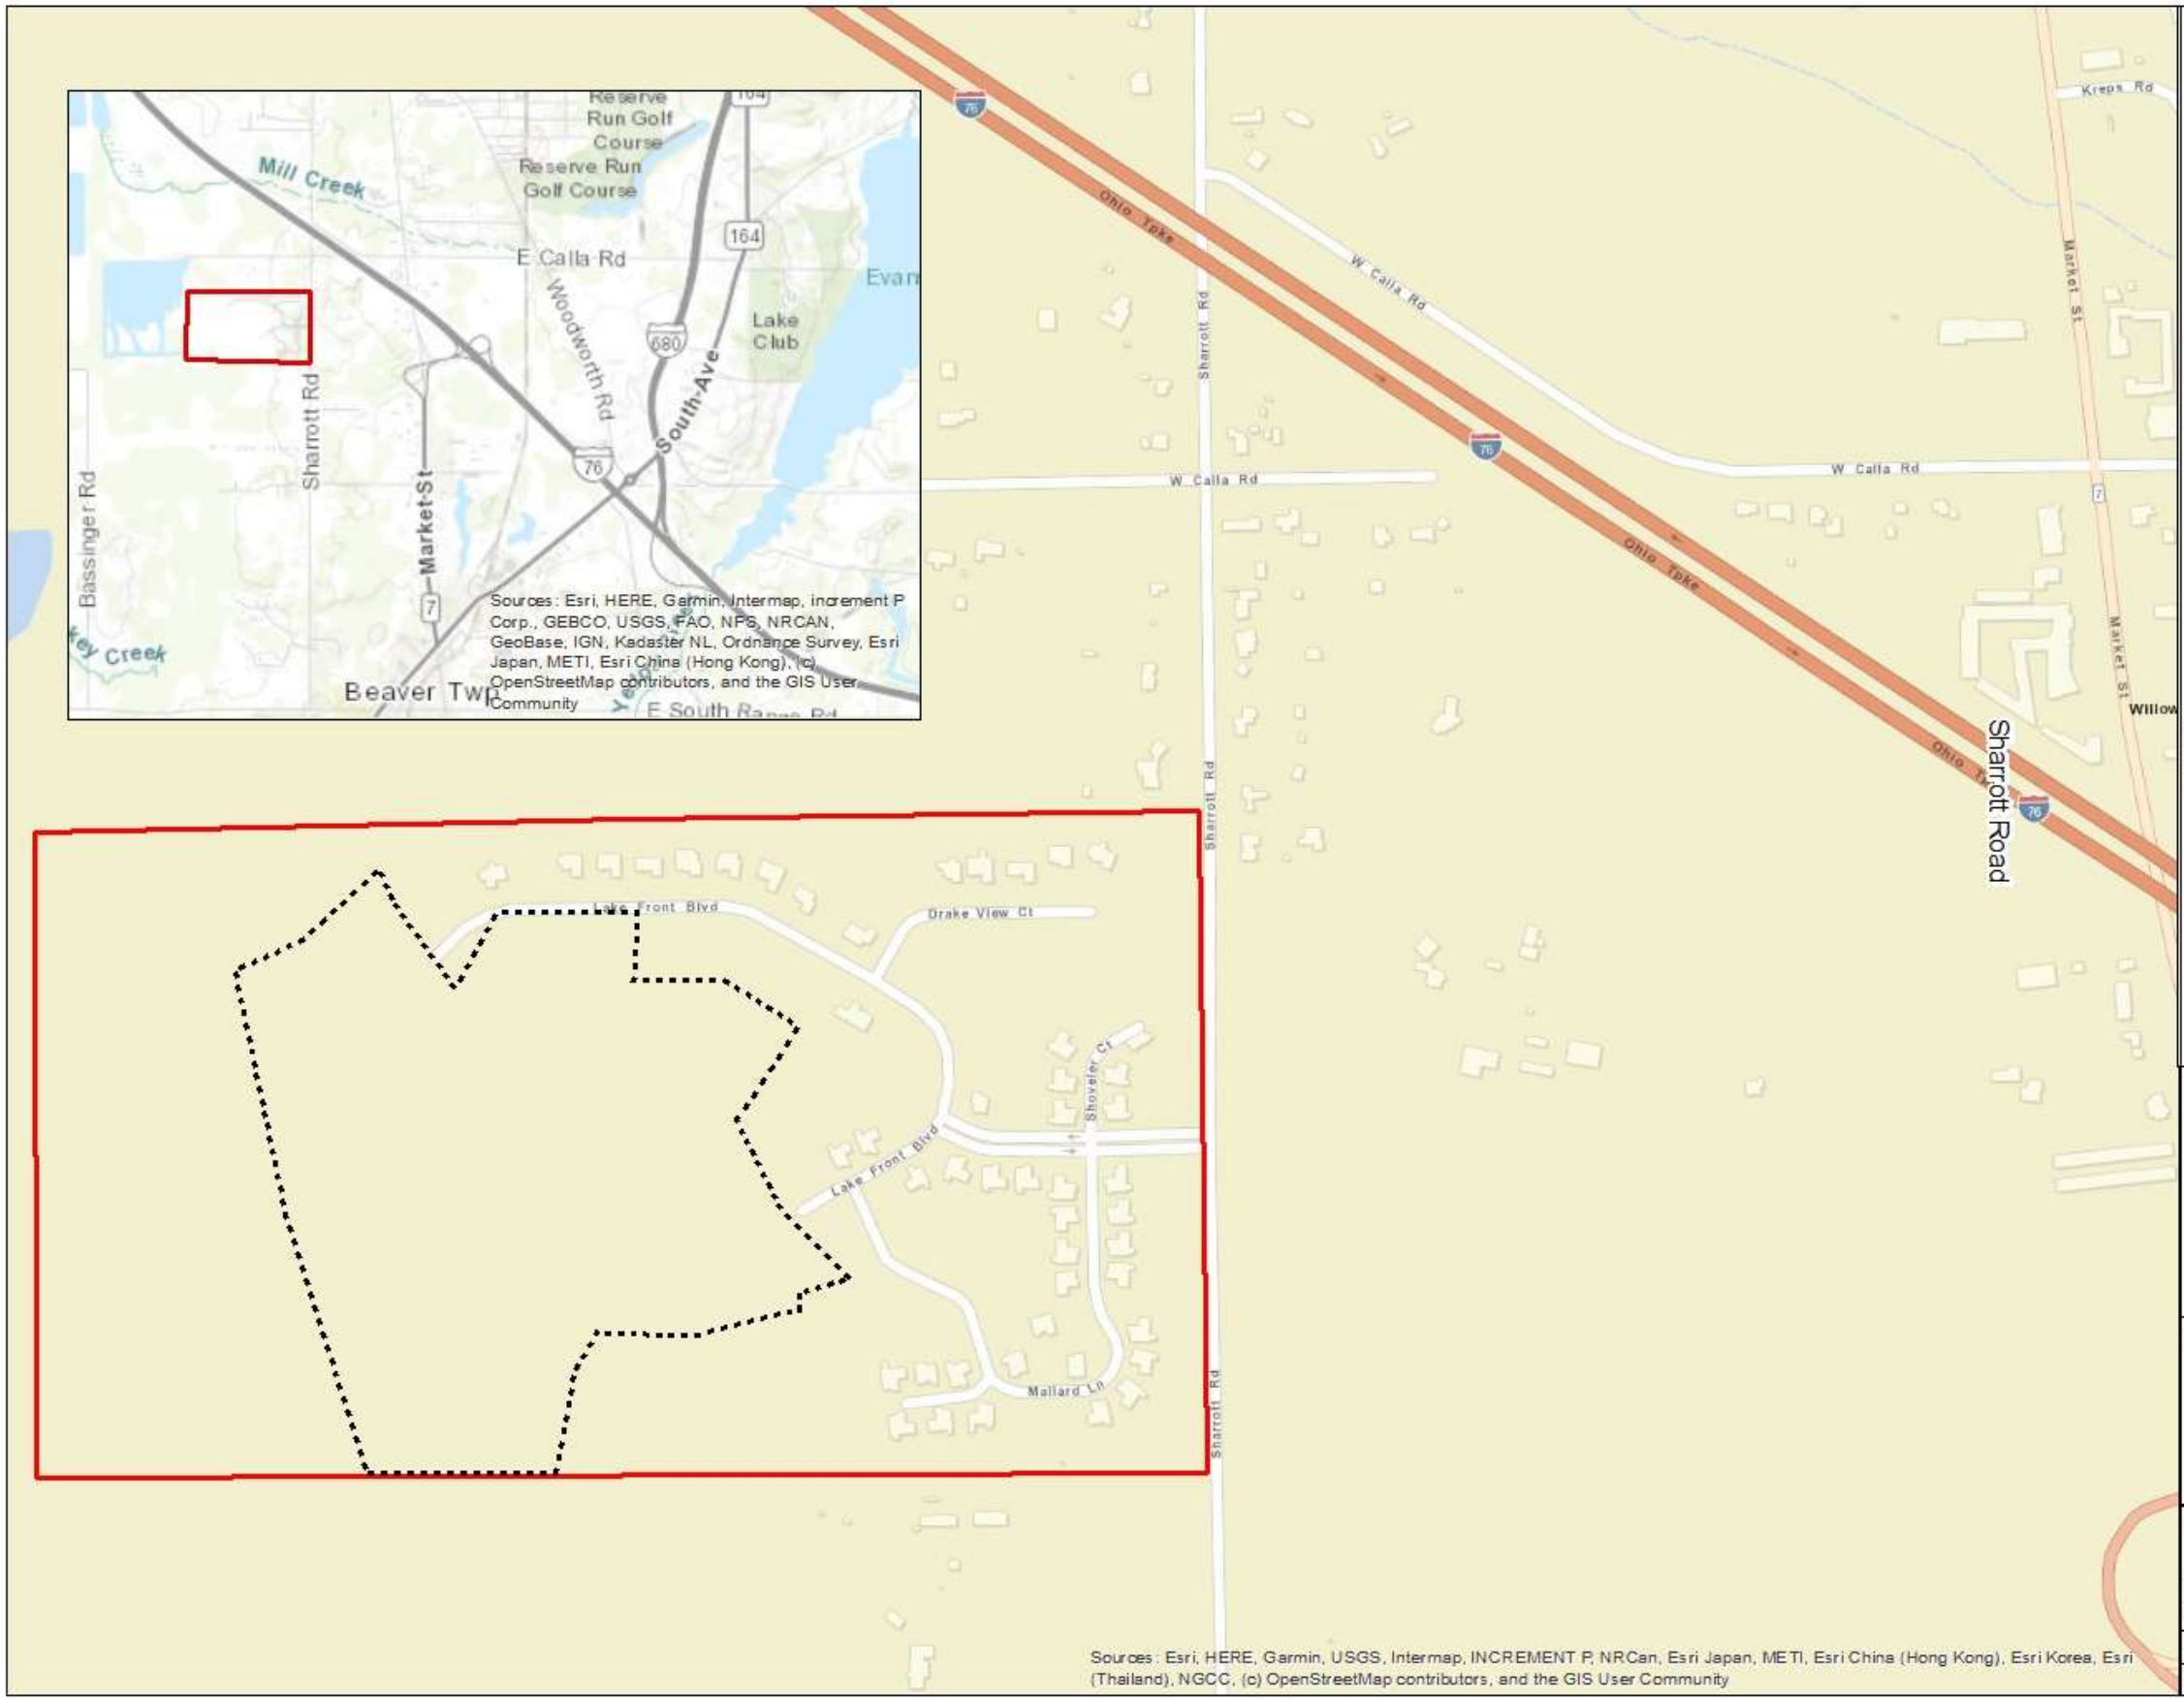 Reserve
Run Golf
Course
Reserve Run
Golf Course
164
Mill Creek
164
E Calla Rd
Evan
Woodworth Rd
Lake
Club
680
South Ave
Sharrott Rd
76
Market St
Bassinger Rd
7
key Creek
Beaver Twp
E South Range Rd
Sources: Esri, HERE, Garmin, Intermap, increment P
Corp., GEBCO, USGS, FAO, NPS, NRCAN,
GeoBase, IGN, Kadaster NL, Ordnance Survey, Esri
Japan, METI, Esri China (Hong Kong), (c)
OpenStreetMap contributors, and the GIS User
Community
76
Kreps Rd
Ohio Tpke
W Calla Rd
Market St
Sharrott Rd
76
W Calla Rd
W Calla Rd
7
Ohio Tpke
Market St
Willow
Ohio
76
Sharrott Road
Sharrott Rd
Lake Front Blvd
Drake View Ct
Shoveler Ct
Lake Front Blvd
Mallard Ln
Sharrott Rd
Sources: Esri, HERE, Garmin, USGS, Intermap, INCREMENT P, NRCan, Esri Japan, METI, Esri China (Hong Kong), Esri Korea, Esri
(Thailand), NGCC, (c) OpenStreetMap contributors, and the GIS User Community